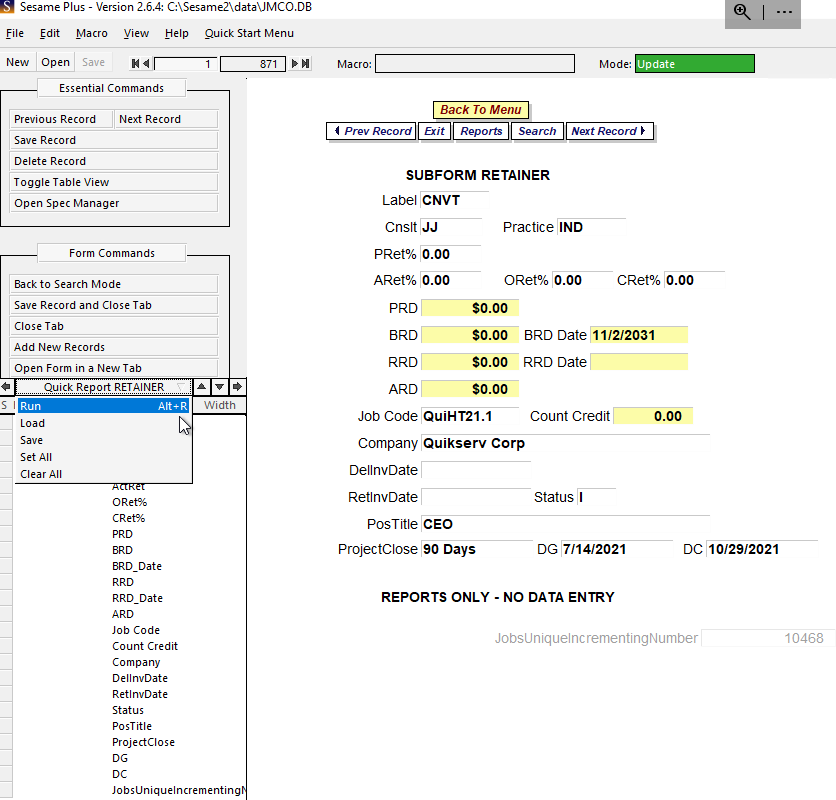 Sesame Plus - Version 2.6.4: C:\Sesame2\data\JMCO.DB
File Edit Macro View Help Quick Start Menu
New Open Save 1 871 Macro: Mode: Update
Essential Commands
Previous Record Next Record
Save Record
Delete Record
Toggle Table View
Open Spec Manager
Form Commands
Back to Search Mode
Save Record and Close Tab
Close Tab
Add New Records
Open Form in a New Tab
Quick Report RETAINER
S Width
Run Alt+R
Load
Save
Set All
Clear All
ActRet
ORet%
CRet%
PRD
BRD
BRD_Date
RRD
RRD_Date
ARD
Job Code
Count Credit
Company
DelInvDate
RetInvDate
Status
PosTitle
ProjectClose
DG
DC
JobsUniqueIncrementingN
Back To Menu
Prev Record Exit Reports Search Next Record
SUBFORM RETAINER
Label CNVT
Cnslt JJ Practice IND
PRet% 0.00
ARet% 0.00 ORet% 0.00 CRet% 0.00
PRD $0.00
BRD $0.00 BRD Date 11/2/2031
RRD $0.00 RRD Date
ARD $0.00
Job Code QuiHT21.1 Count Credit 0.00
Company Quikserv Corp
DelInvDate
RetInvDate Status I
PosTitle CEO
ProjectClose 90 Days DG 7/14/2021 DC 10/29/2021
REPORTS ONLY - NO DATA ENTRY
JobsUniqueIncrementingNumber 10468